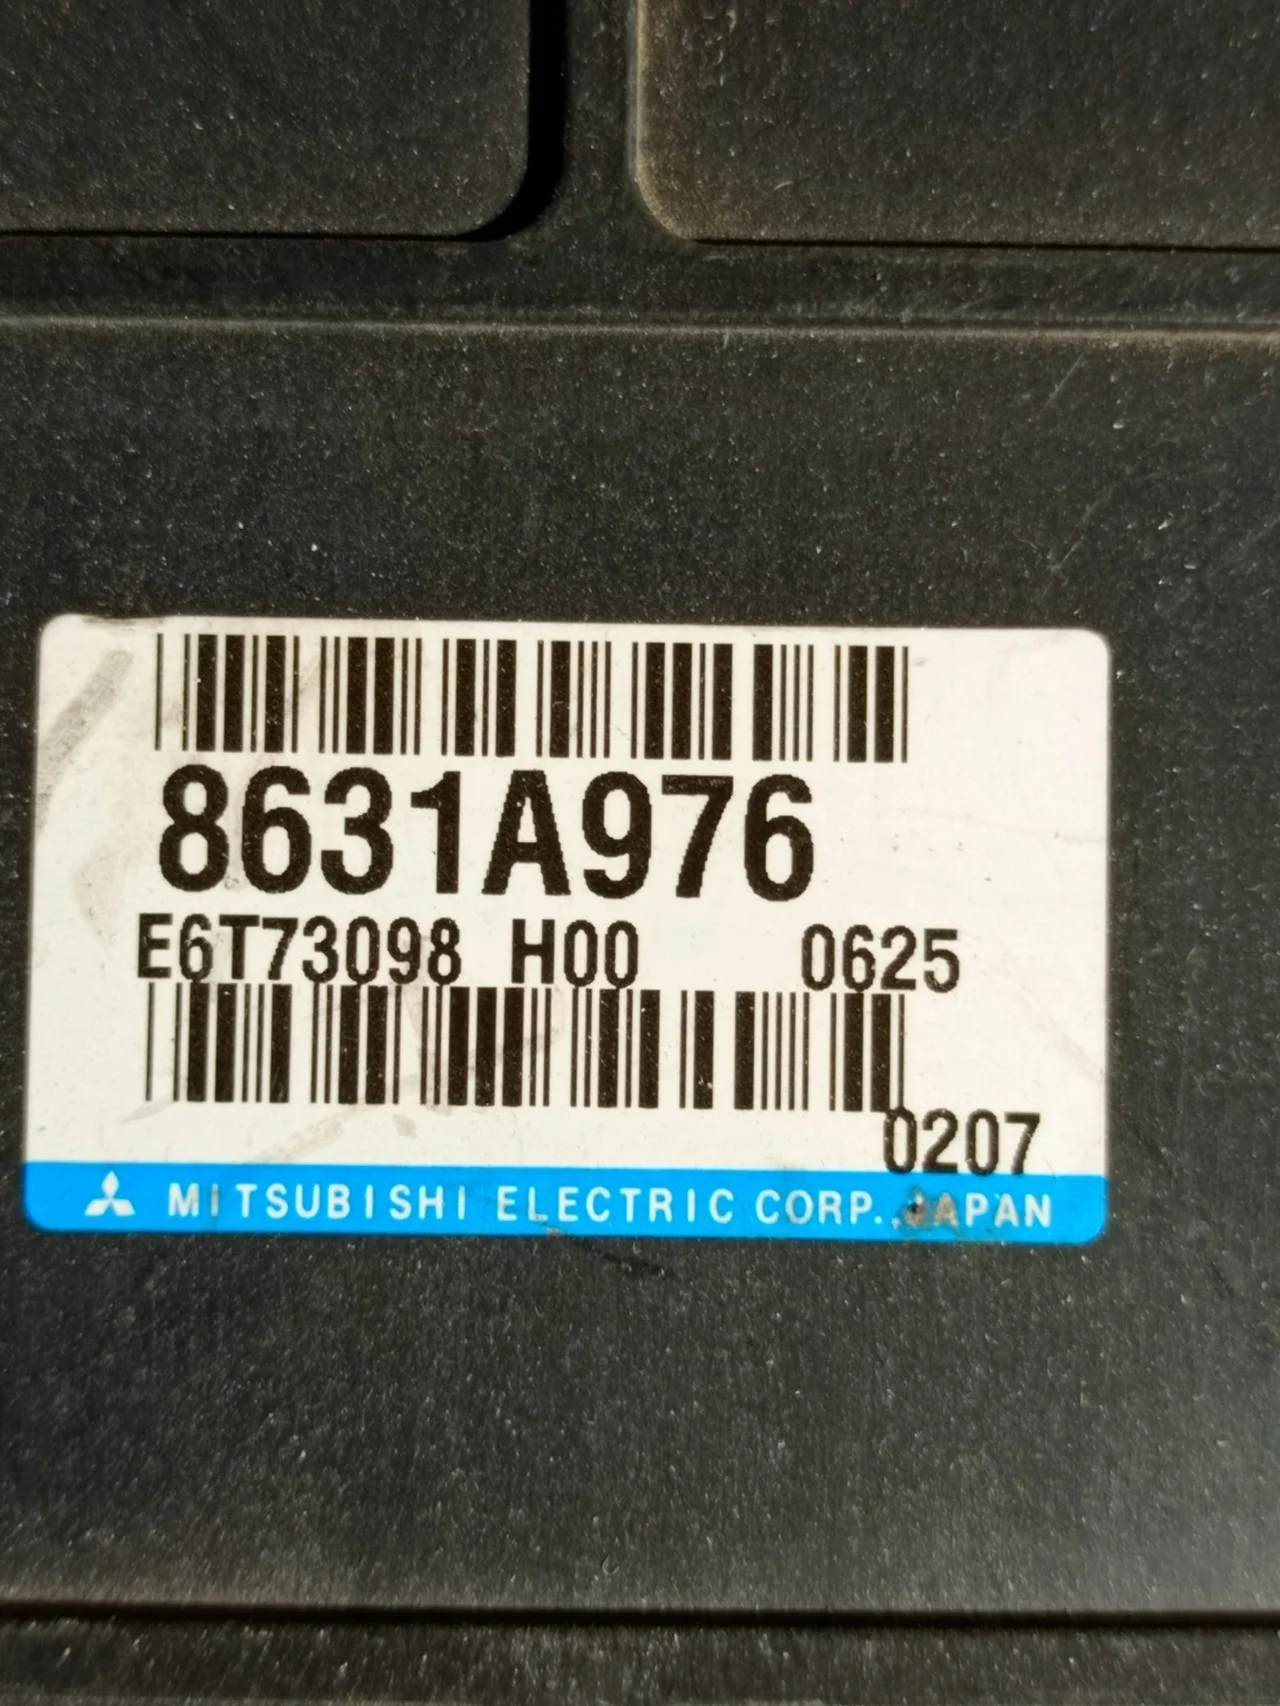 8631A976
E6T73098 H00 0625
0207
MITSUBISHI ELECTRIC CORP., JAPAN